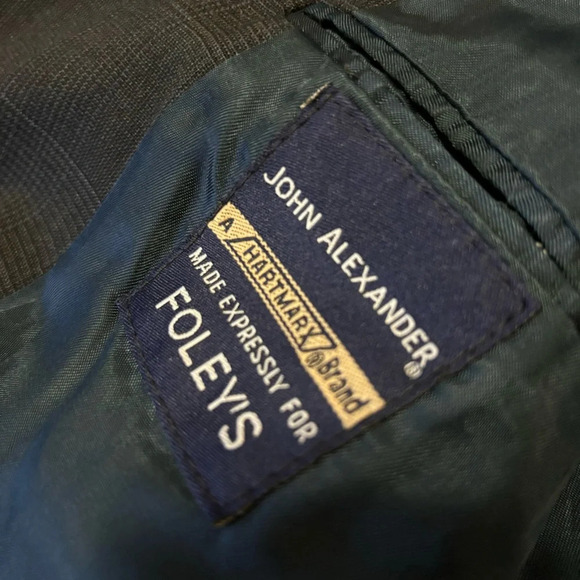 JOHN ALEXANDER®
A HARTMARX® Brand
MADE EXPRESSLY FOR
FOLEY'S